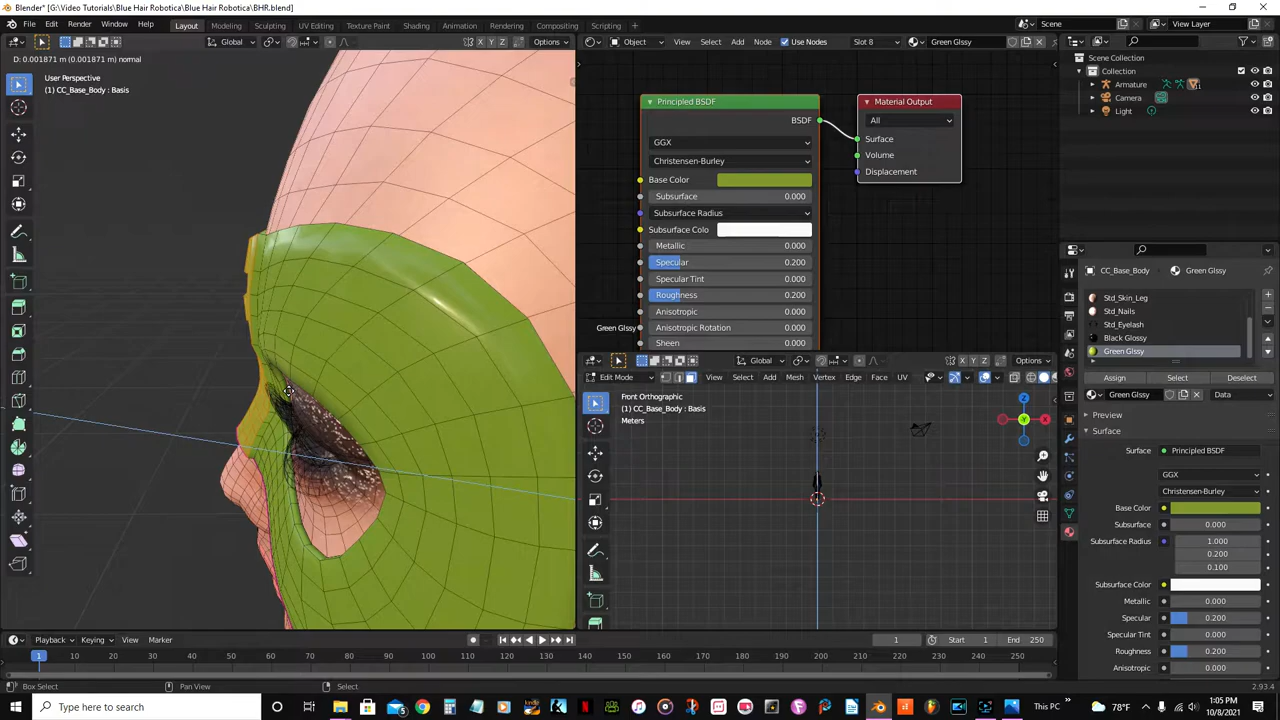 Blender* [G:\Video Tutorials\Blue Hair Robotica\Blue Hair Robotica\BHR.blend]
File Edit Render Window Help Layout Modeling Sculpting UV Editing Texture Paint Shading Animation Rendering Compositing Scripting Scene View Layer
Global Options Object View Select Add Node Use Nodes Slot 8 Green Glssy
D: 0.001871 m (0.001871 m) normal
User Perspective
(1) CC_Base_Body : Basis
Principled BSDF
BSDF
GGX
Christensen-Burley
Base Color
Subsurface 0.000
Subsurface Radius
Subsurface Colo
Metallic 0.000
Specular 0.200
Specular Tint 0.000
Roughness 0.200
Anisotropic 0.000
Anisotropic Rotation 0.000
Sheen 0.000
Green Glssy
Material Output
All
Surface
Volume
Displacement
Global Options
Edit Mode View Select Add Mesh Vertex Edge Face UV
Front Orthographic
(1) CC_Base_Body : Basis
Meters
Z
Y
X
Scene Collection
Collection
Armature
11
Camera
Light
CC_Base_Body Green Glssy
Std_Skin_Leg
Std_Nails
Std_Eyelash
Black Glossy
Green Glssy
Assign Select Deselect
Green Glssy Data
Preview
Surface
Surface Principled BSDF
GGX
Christensen-Burley
Base Color
Subsurface 0.000
Subsurface Radius 1.000
0.200
0.100
Subsurface Color
Metallic 0.000
Specular 0.200
Specular Tint 0.000
Roughness 0.200
Anisotropic 0.000
Playback Keying View Marker 1 Start 1 End 250
1 10 20 30 40 50 60 70 80 90 100 110 120 130 140 150 160 170 180 190 200 210 220 230 240 250
Box Select Pan View Select 2.93.4
Type here to search This PC 78°F 1:05 PM
10/8/2021